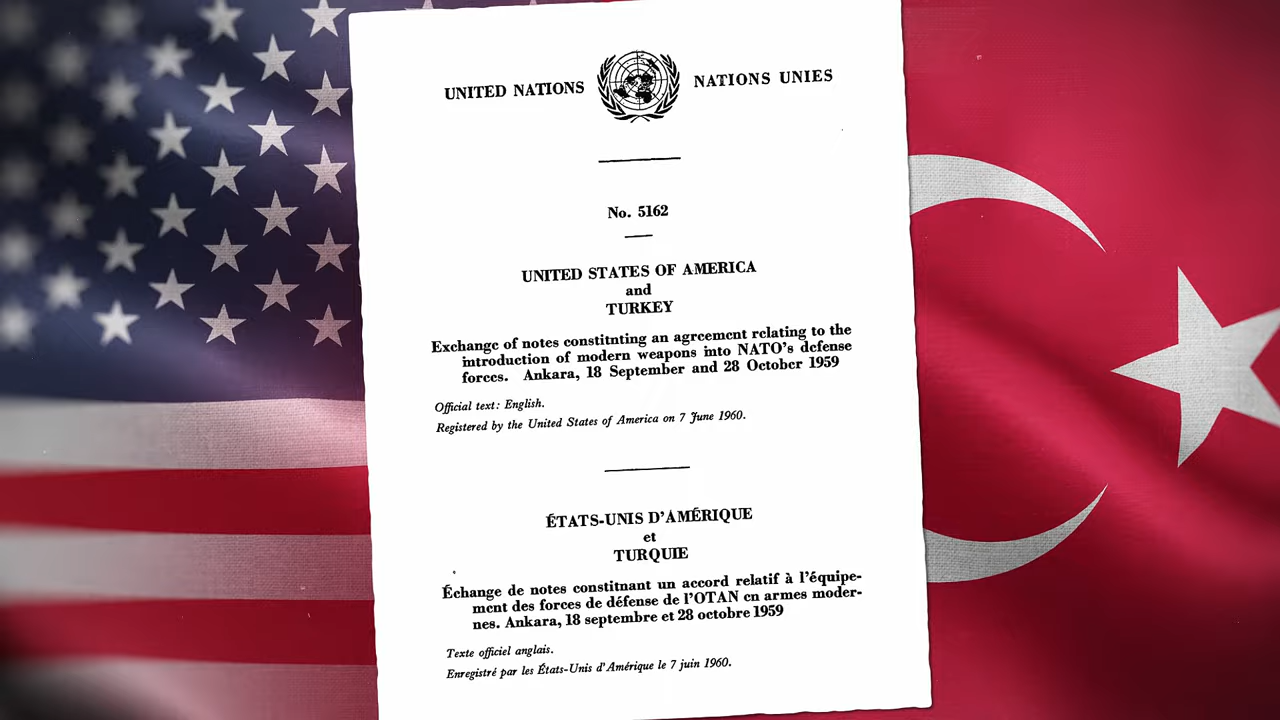 UNITED NATIONS NATIONS UNIES
No. 5162
UNITED STATES OF AMERICA
and
TURKEY
Exchange of notes constitnting an agreement relating to the
introduction of modern weapons into NATO's defense
forces. Ankara, 18 September and 28 October 1959
Official text: English.
Registered by the United States of America on 7 June 1960.
ÉTATS-UNIS D'AMÉRIQUE
et
TURQUIE
Échange de notes constitnant un accord relatif à l'équipe-
ment des forces de défense de l'OTAN cn armes moder-
nes. Ankara, 18 septembre et 28 octobre 1959
Texte officiel anglais.
Enregistré par les États-Unis d'Amérique le 7 juin 1960.